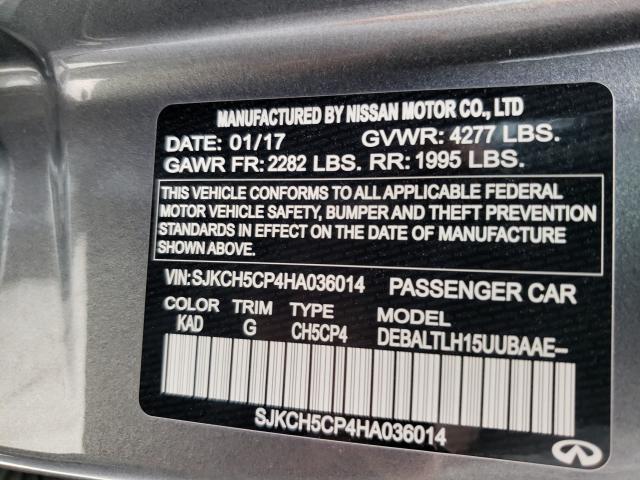 MANUFACTURED BY NISSAN MOTOR CO., LTD
DATE: 01/17 GVWR: 4277 LBS.
GAWR FR: 2282 LBS. RR: 1995 LBS.
THIS VEHICLE CONFORMS TO ALL APPLICABLE FEDERAL
MOTOR VEHICLE SAFETY, BUMPER AND THEFT PREVENTION
STANDARDS IN EFFECT ON THE DATE OF MANUFACTURE
SHOWN ABOVE.
VIN:SJKCH5CP4HA036014 PASSENGER CAR
COLOR TRIM TYPE MODEL
KAD G CH5CP4 DEBALTLH15UUBAAE-
SJKCH5CP4HA036014